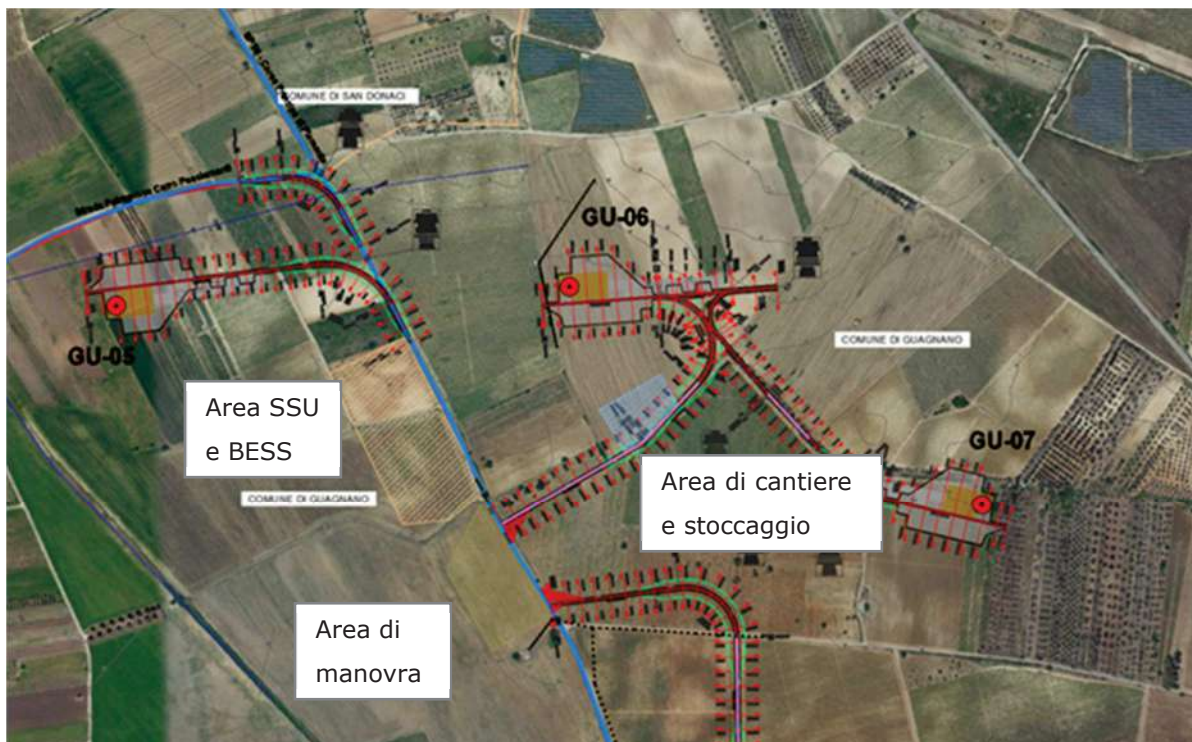 COMUNE DI SAN DONACI
GU-06
GU-05
COMUNE DI GUAGNANO
Area SSU
e BESS
GU-07
Area di cantiere
e stoccaggio
COMUNE DI GUAGNANO
Area di
manovra